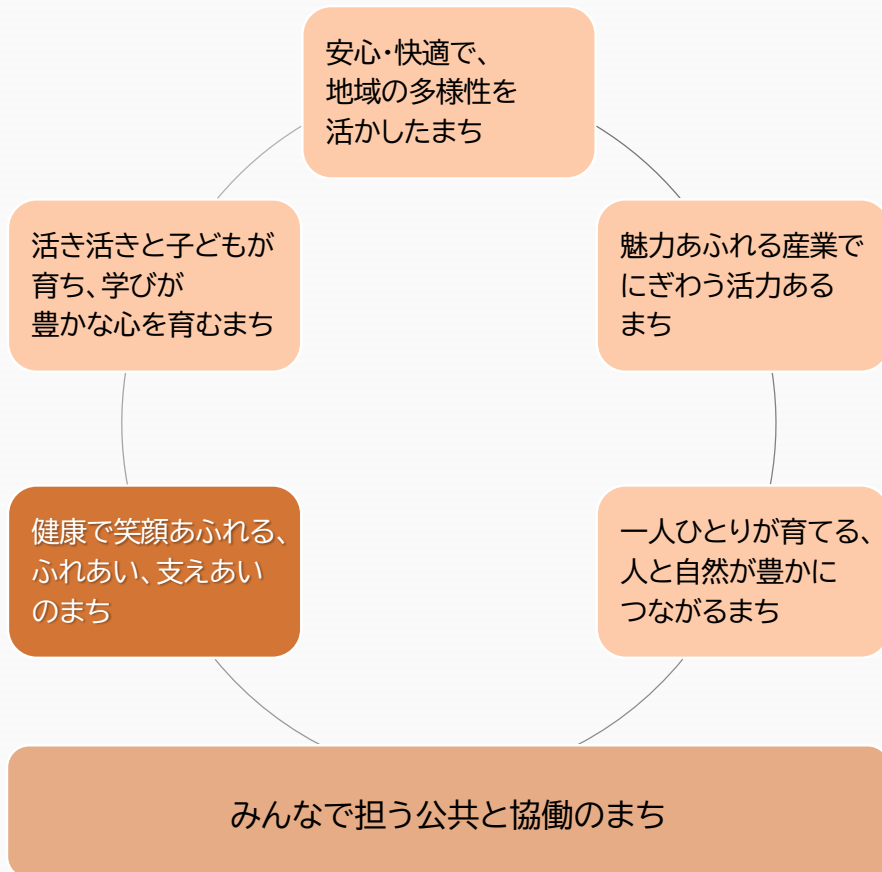 安心・快適で、
地域の多様性を
活かしたまち
活き活きと子どもが
育ち、学びが
豊かな心を育むまち
魅力あふれる産業で
にぎわう活力ある
まち
健康で笑顔あふれる、
ふれあい、支えあい
のまち
一人ひとりが育てる、
人と自然が豊かに
つながるまち
みんなで担う公共と協働のまち